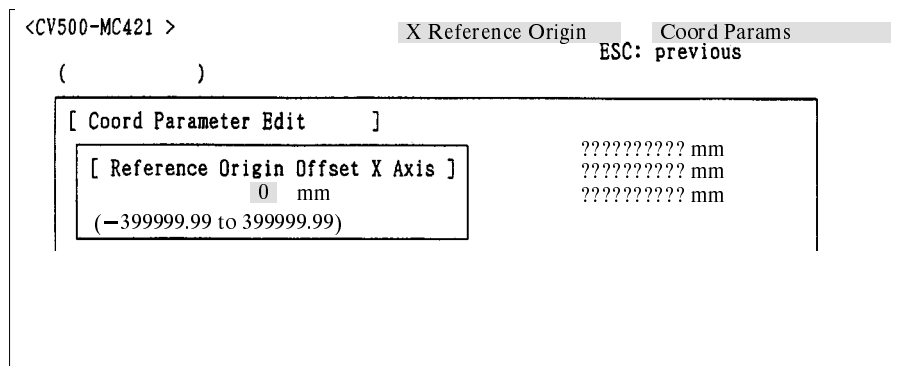 <CV500-MC421 > X Reference Origin Coord Params
ESC: previous
( )
[ Coord Parameter Edit ]
?????????? mm
[ Reference Origin Offset X Axis ] ?????????? mm
0 mm ?????????? mm
(−399999.99 to 399999.99)